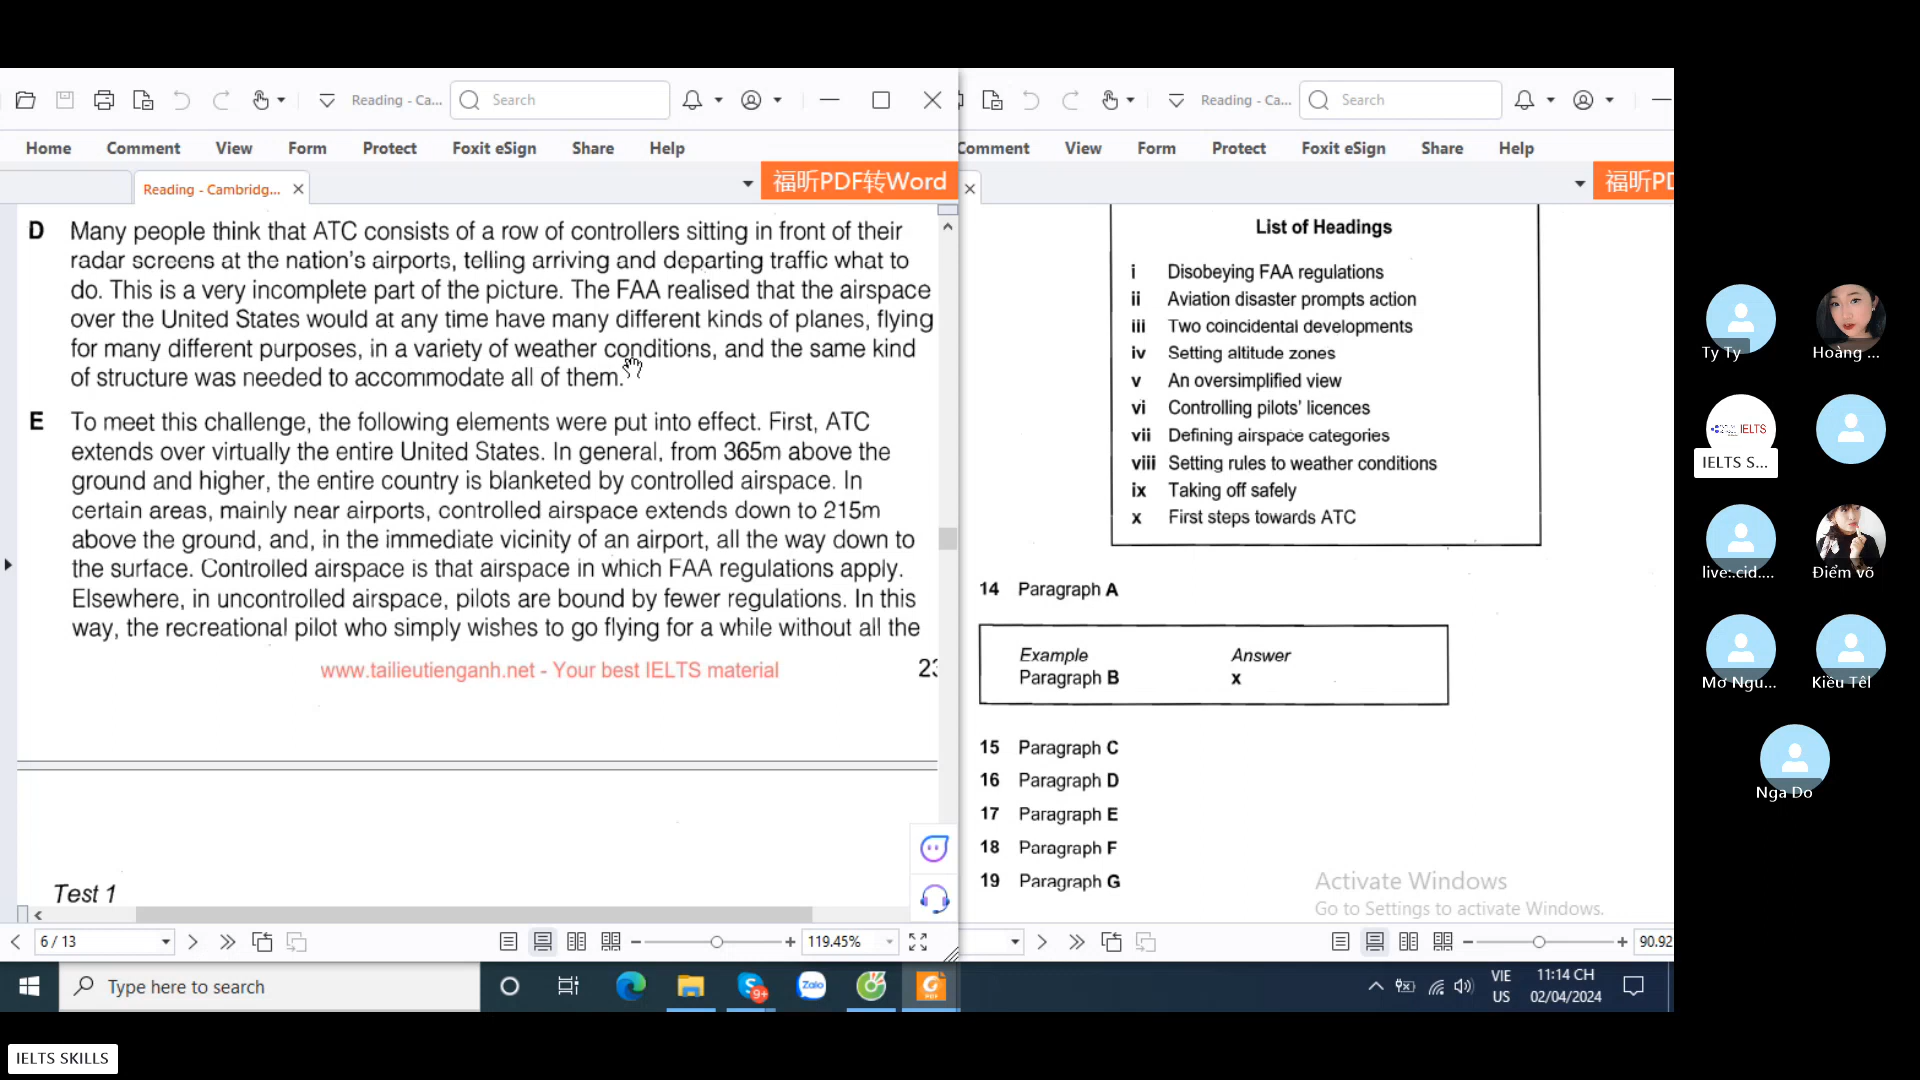 Reading - Ca...
Search
Reading - Ca...
Search
Home Comment View Form Protect Foxit eSign Share Help
Comment View Form Protect Foxit eSign Share Help
Reading - Cambridg...
福昕PDF转Word
福昕PD
D Many people think that ATC consists of a row of controllers sitting in front of their
radar screens at the nation's airports, telling arriving and departing traffic what to
do. This is a very incomplete part of the picture. The FAA realised that the airspace
over the United States would at any time have many different kinds of planes, flying
for many different purposes, in a variety of weather conditions, and the same kind
of structure was needed to accommodate all of them.
E To meet this challenge, the following elements were put into effect. First, ATC
extends over virtually the entire United States. In general, from 365m above the
ground and higher, the entire country is blanketed by controlled airspace. In
certain areas, mainly near airports, controlled airspace extends down to 215m
above the ground, and, in the immediate vicinity of an airport, all the way down to
the surface. Controlled airspace is that airspace in which FAA regulations apply.
Elsewhere, in uncontrolled airspace, pilots are bound by fewer regulations. In this
way, the recreational pilot who simply wishes to go flying for a while without all the
www.tailieutienganh.net - Your best IELTS material
23
Test 1
6 / 13
119.45%
List of Headings
i Disobeying FAA regulations
ii Aviation disaster prompts action
iii Two coincidental developments
iv Setting altitude zones
v An oversimplified view
vi Controlling pilots' licences
vii Defining airspace categories
viii Setting rules to weather conditions
ix Taking off safely
x First steps towards ATC
14 Paragraph A
Example Answer
Paragraph B x
15 Paragraph C
16 Paragraph D
17 Paragraph E
18 Paragraph F
19 Paragraph G
Activate Windows
Go to Settings to activate Windows.
90.92
Type here to search
9+
Zalo
PDF
VIE
US
11:14 CH
02/04/2024
Ty Ty
Hoàng ...
IELTS
IELTS S...
live:.cid....
Điểm võ
Mơ Ngu...
Kiều Têl
Nga Do
IELTS SKILLS